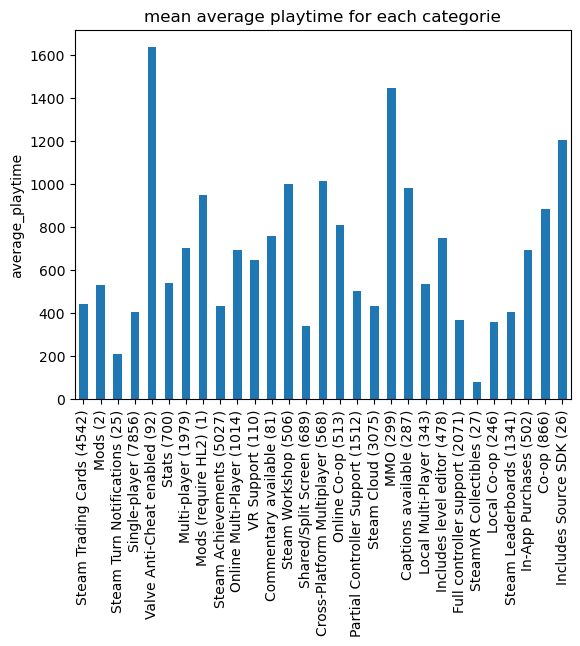 mean average playtime for each categorie
average_playtime
1600
1400
1200
1000
800
600
400
200
0
Steam Trading Cards (4542)
Mods (2)
Steam Turn Notifications (25)
Single-player (7856)
Valve Anti-Cheat enabled (92)
Stats (700)
Multi-player (1979)
Mods (require HL2) (1)
Steam Achievements (5027)
Online Multi-Player (1014)
VR Support (110)
Commentary available (81)
Steam Workshop (506)
Shared/Split Screen (689)
Cross-Platform Multiplayer (568)
Online Co-op (513)
Partial Controller Support (1512)
Steam Cloud (3075)
MMO (299)
Captions available (287)
Local Multi-Player (343)
Includes level editor (478)
Full controller support (2071)
SteamVR Collectibles (27)
Local Co-op (246)
Steam Leaderboards (1341)
In-App Purchases (502)
Co-op (866)
Includes Source SDK (26)